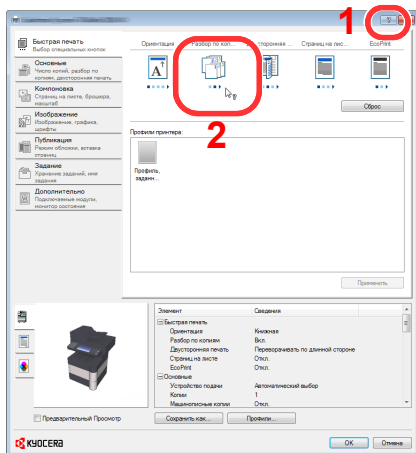 1
?
Быстрая печать
Выбор специальных кнопок
Основные
Число копий, разбор по
копиям, двусторонняя печать
Компоновка
Страниц на листе, брошюра,
масштаб
Изображение
Изображение, графика,
шрифты
Публикация
Режим обложки, вставка
страниц
Задание
Хранение заданий, имя
задания
Дополнительно
Подключаемые модули,
монитор состояния
Ориентация Разбор по коп... сторонняя ... Страниц на лис... EcoPrint
A
2
Сброс
Профили принтера:
Профиль,
заданн...
Применить
Элемент Сведения
Быстрая печать
Ориентация Книжная
Разбор по копиям Вкл.
Двусторонняя печать Переворачивать по длинной стороне
Страниц на листе Откл.
EcoPrint Откл.
Основные
Устройство подачи Автоматический выбор
Копии 1
Машинописные копии Откл.
Предварительный Просмотр
Сохранить как... Профили...
KYOCERA
OK Отмена